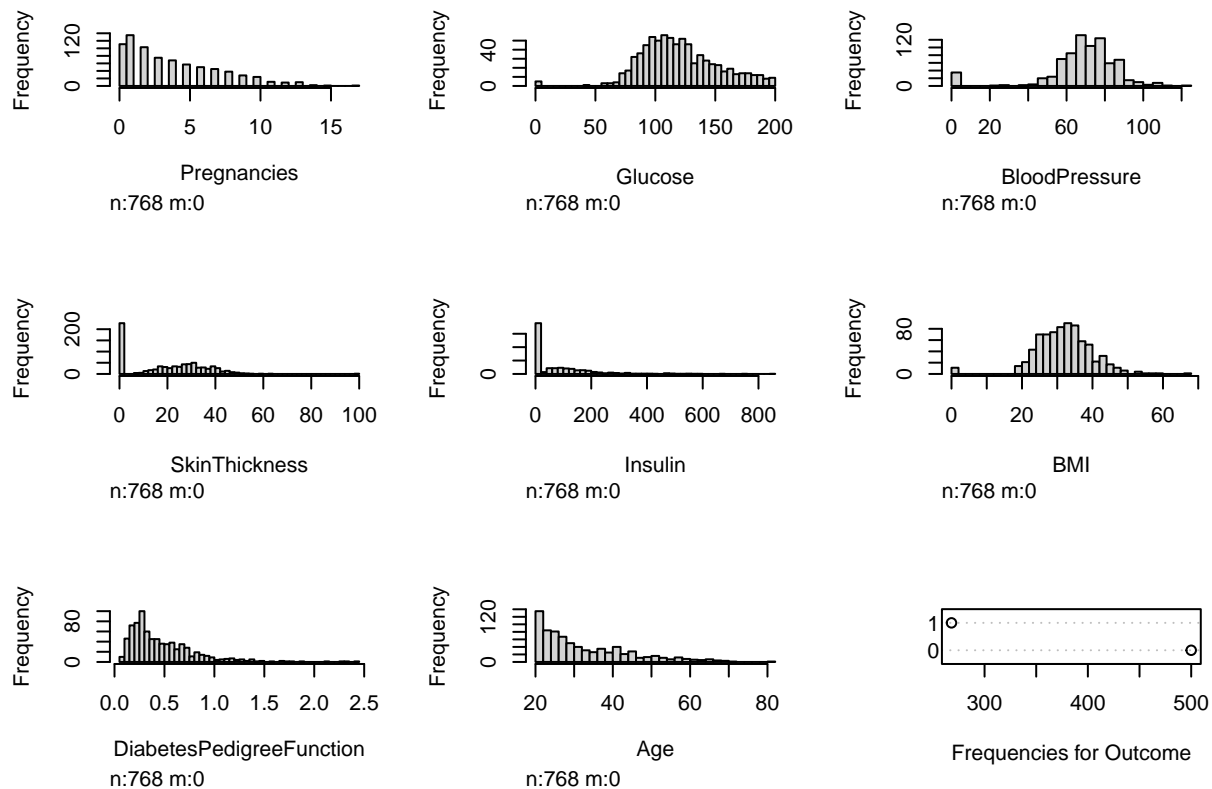 Frequency
0 120
0 5 10 15
Pregnancies
n:768 m:0
Frequency
0 40
0 50 100 150 200
Glucose
n:768 m:0
Frequency
0 120
0 20 60 100
BloodPressure
n:768 m:0
Frequency
0 200
0 20 40 60 80 100
SkinThickness
n:768 m:0
Frequency
0
0 200 400 600 800
Insulin
n:768 m:0
Frequency
0 80
0 20 40 60
BMI
n:768 m:0
Frequency
0 80
0.0 0.5 1.0 1.5 2.0 2.5
DiabetesPedigreeFunction
n:768 m:0
Frequency
0 120
20 40 60 80
Age
n:768 m:0
1
0
300 400 500
Frequencies for Outcome